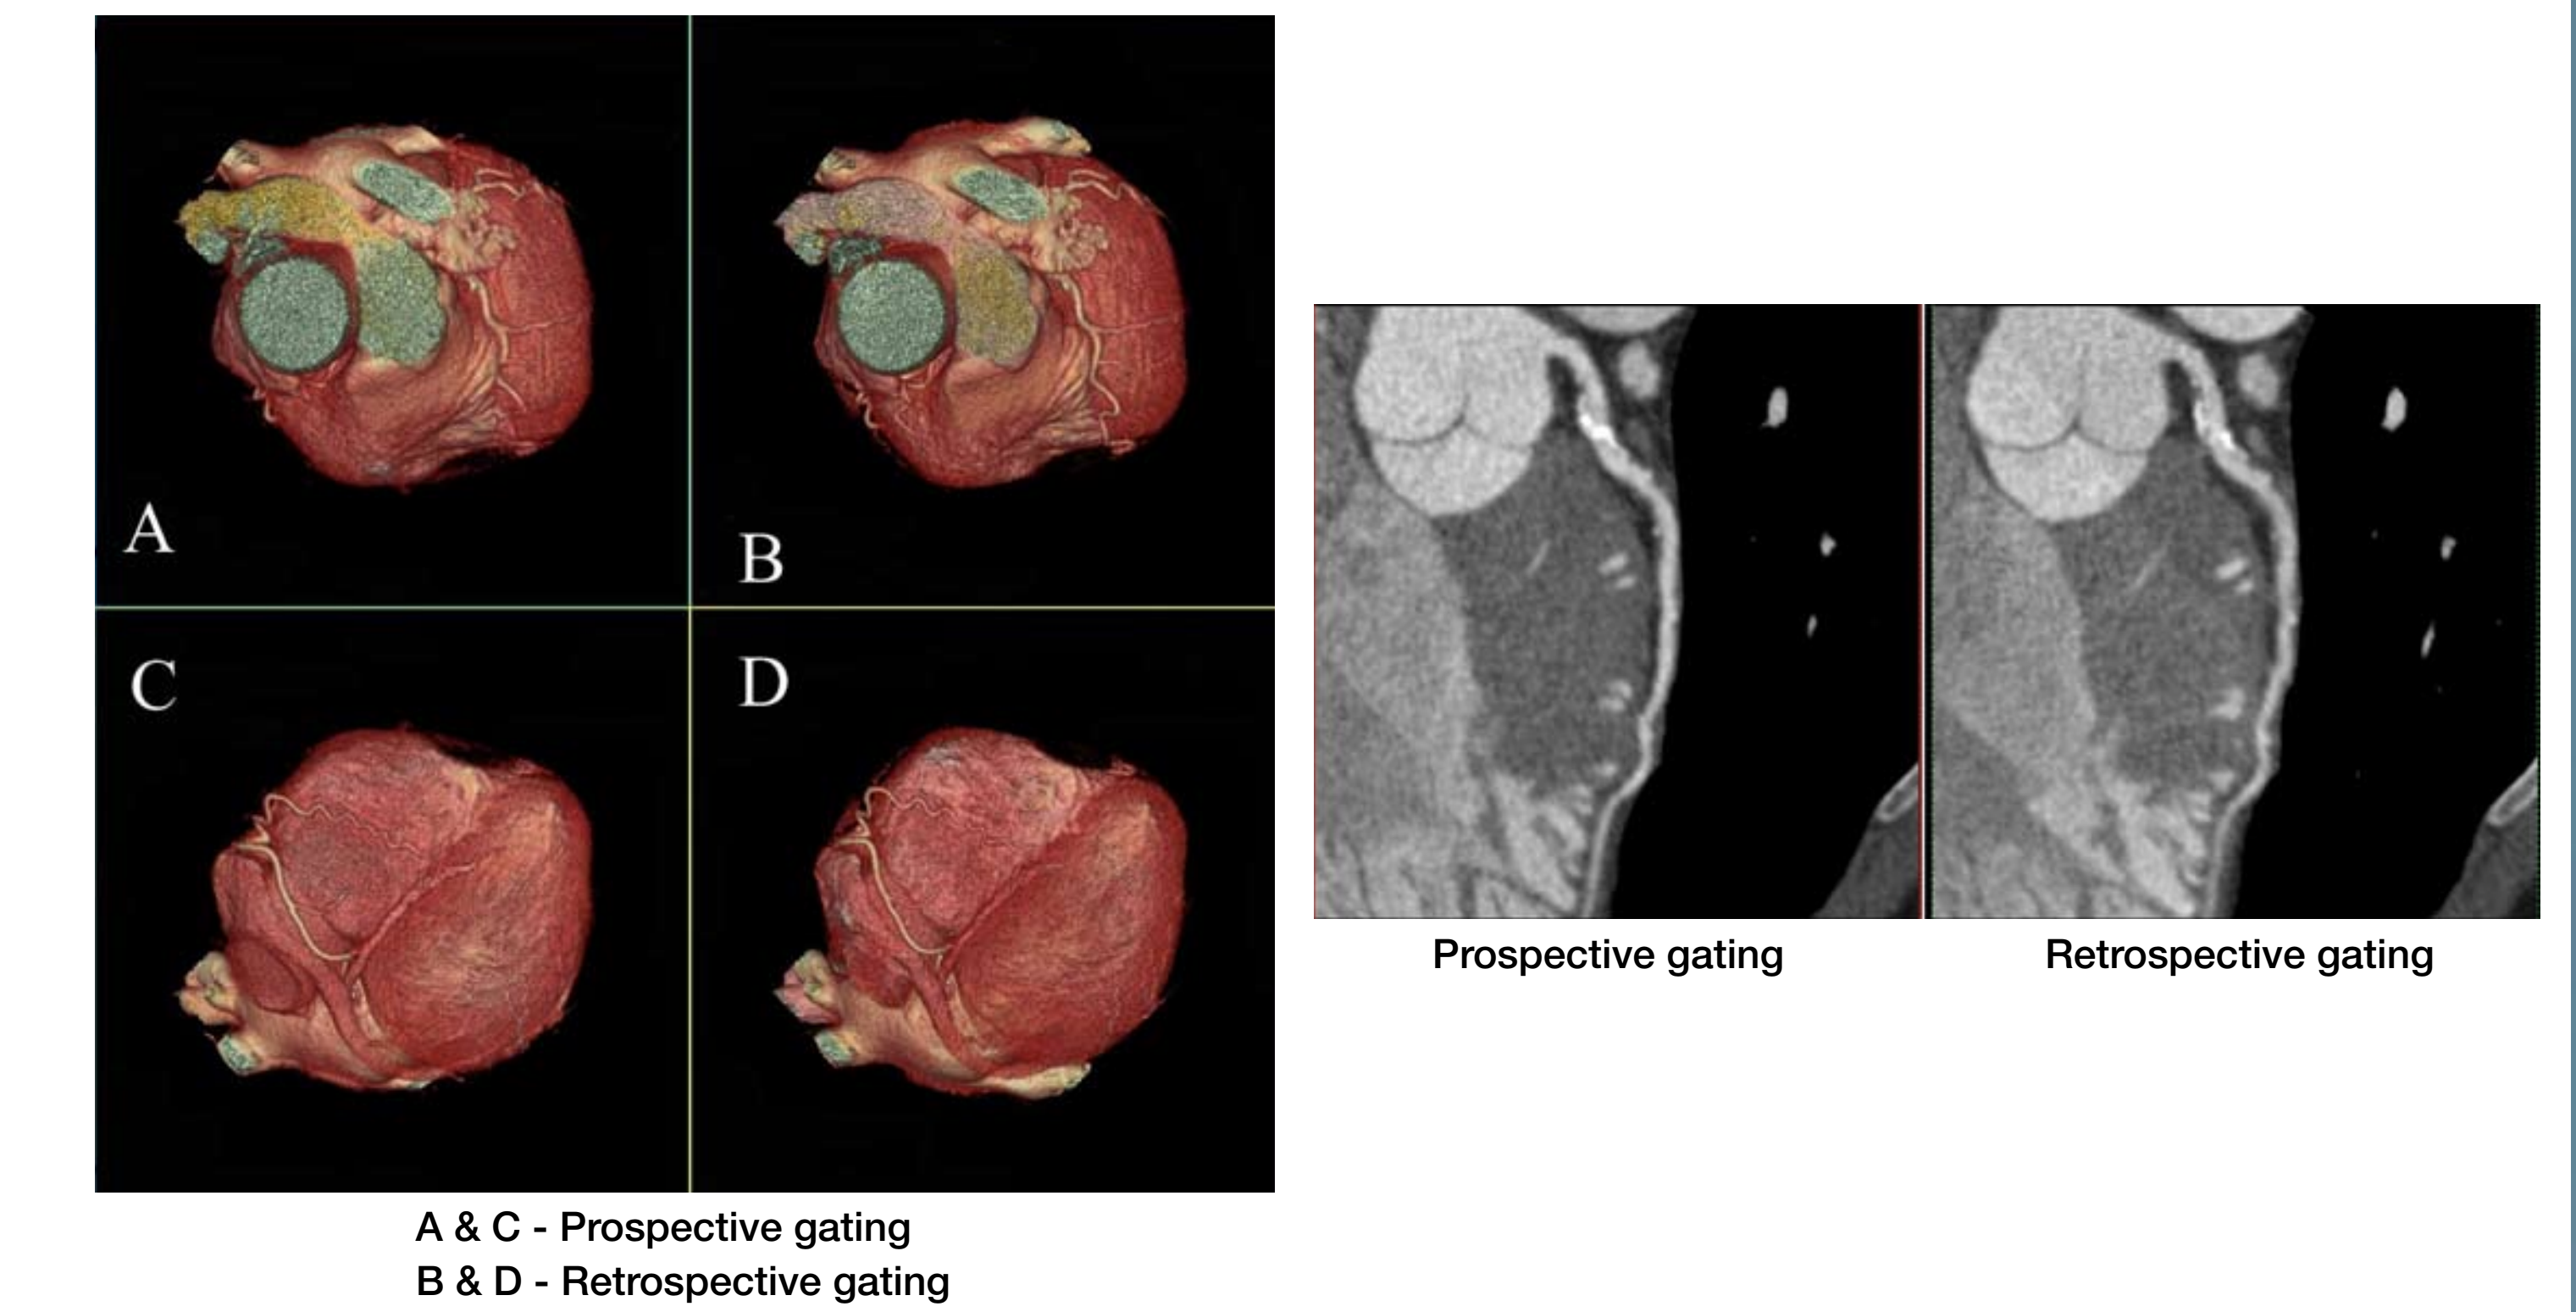 A
B
C
D
Prospective gating
Retrospective gating
A & C - Prospective gating
B & D - Retrospective gating